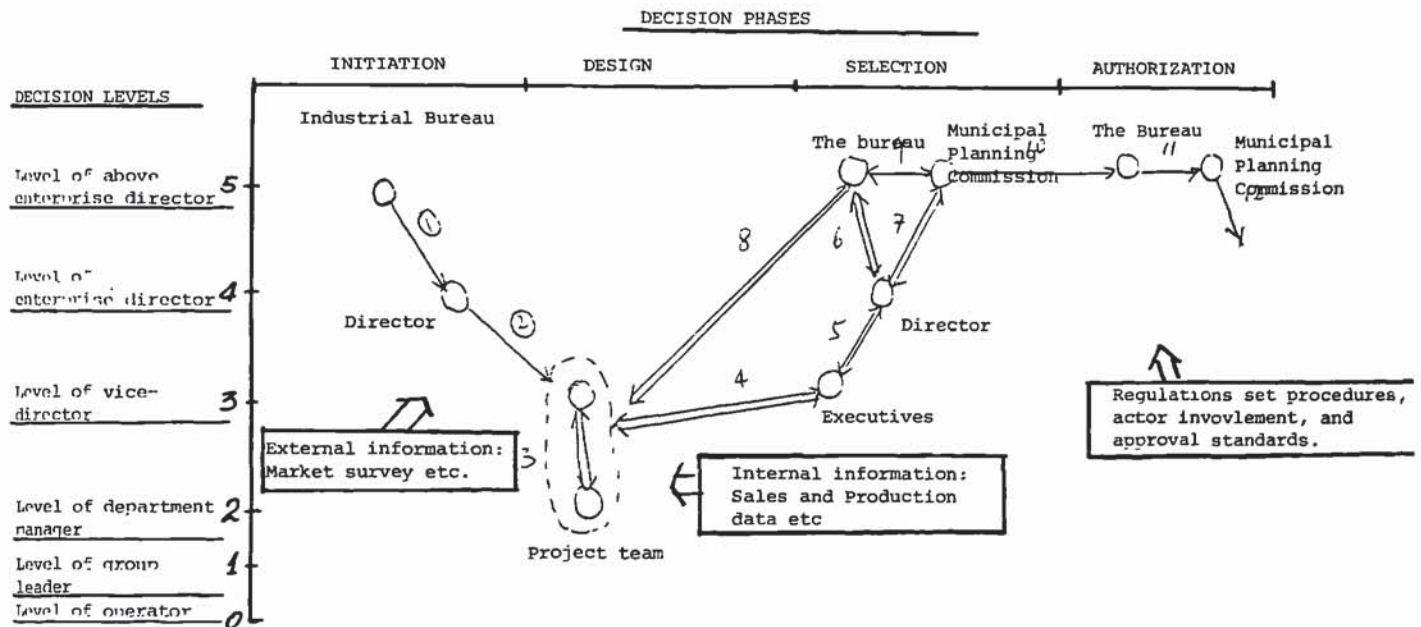 DECISION PHASES
INITIATION DESIGN SELECTION AUTHORIZATION
DECISION LEVELS
Industrial Bureau
The bureau
Municipal
Planning
Commission
The Bureau
Municipal
Planning
Commission
9
10
11
12
Level of above
enterprise director 5
1
8
6
7
Level of
enterprise director 4
Director
2
Director
5
Level of vice-
director 3
4
Executives
Regulations set procedures,
actor invovlement, and
approval standards.
External information:
Market survey etc.
3
Internal information:
Sales and Production
data etc
Level of department
manager 2
Project team
Level of group
leader 1
Level of operator 0